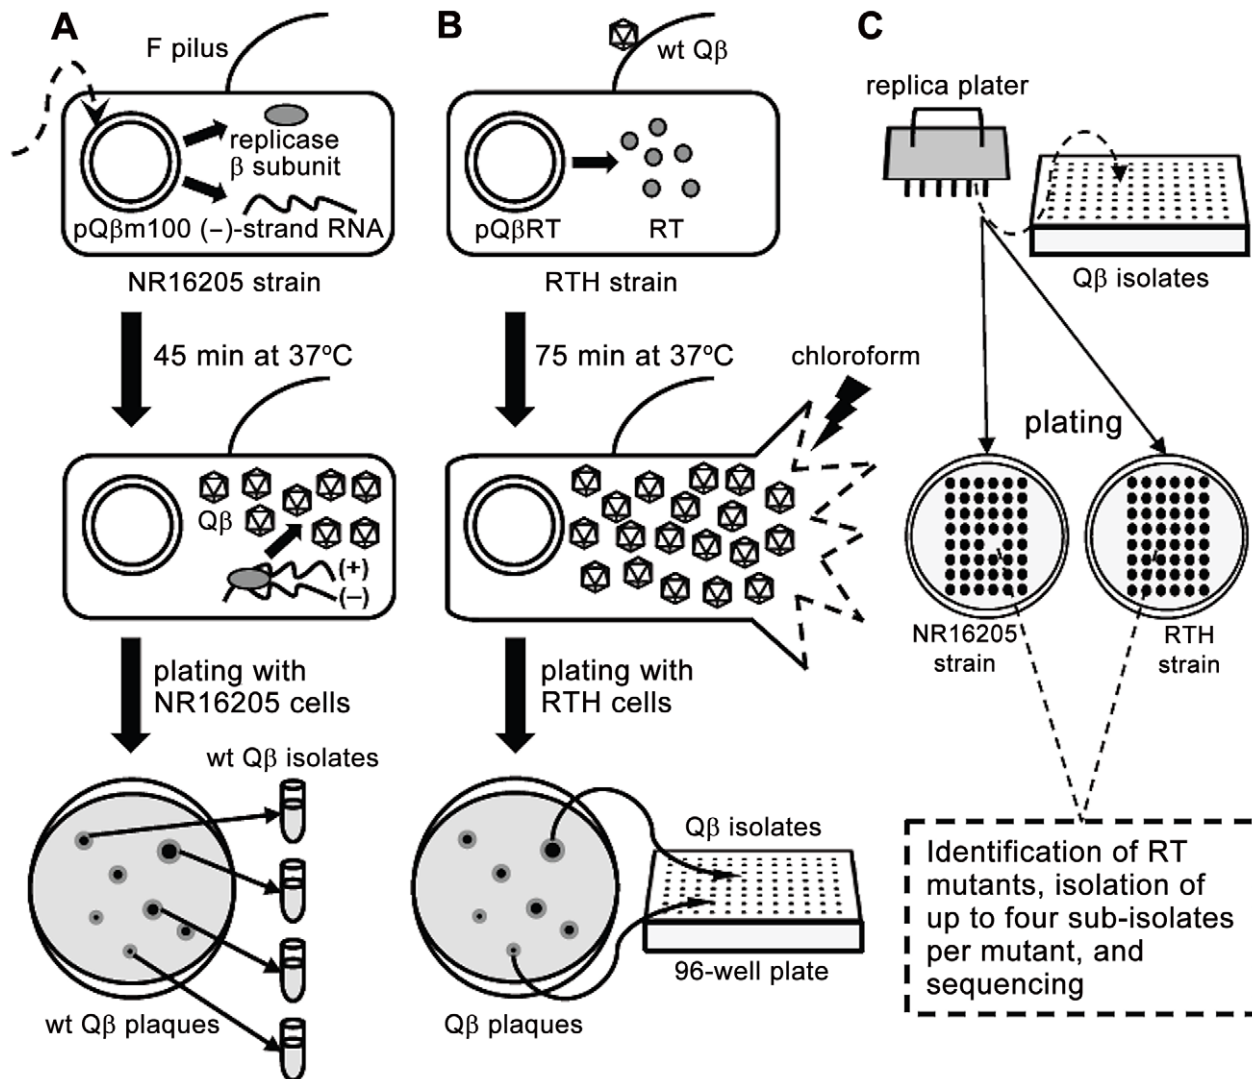 A
F pilus
replicase
β subunit
pQβm100 (−)-strand RNA
NR16205 strain
45 min at 37ºC
Qβ
(+)
(−)
plating with
NR16205 cells
wt Qβ isolates
wt Qβ plaques
B
wt Qβ
pQβRT
RT
RTH strain
75 min at 37ºC
chloroform
plating with
RTH cells
Qβ isolates
96-well plate
Qβ plaques
C
replica plater
Qβ isolates
plating
NR16205
strain
RTH
strain
Identification of RT
mutants, isolation of
up to four sub-isolates
per mutant, and
sequencing